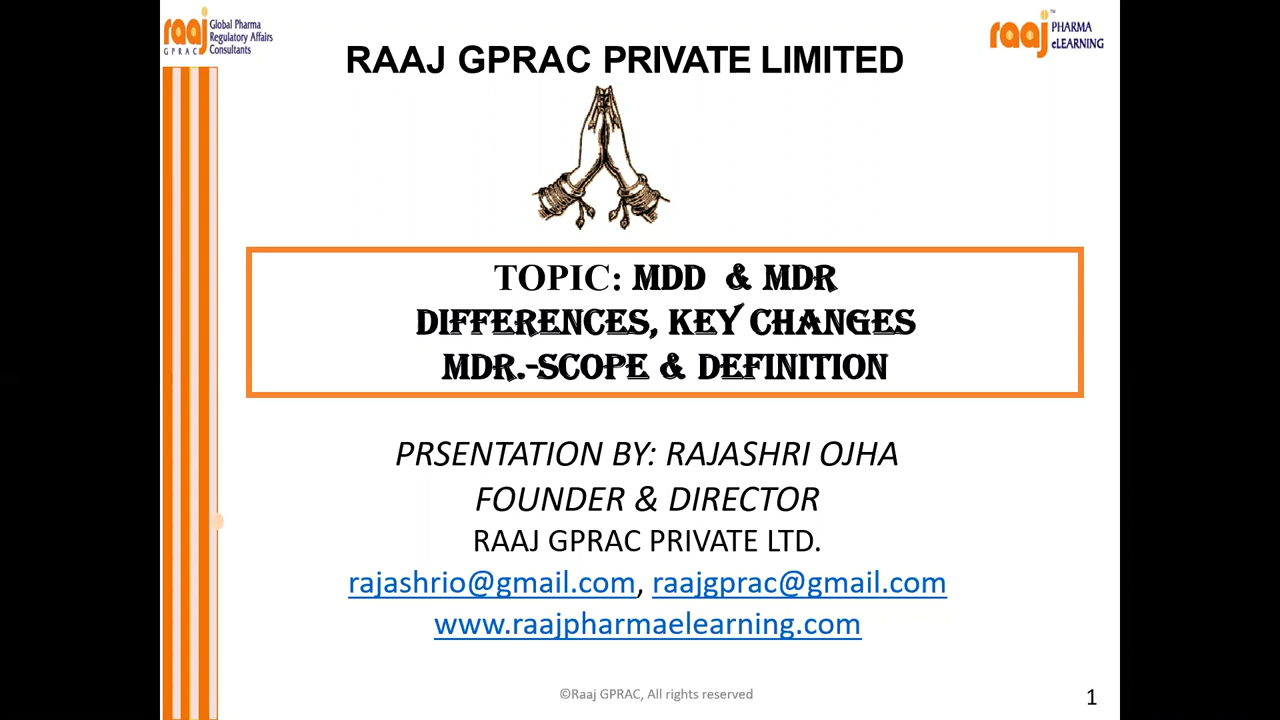 raaj Global Pharma
Regulatory Affairs
GPRAC Consultants
raaj™ PHARMA
eLEARNING
RAAJ GPRAC PRIVATE LIMITED
TOPIC: MDD & MDR
DIFFERENCES, KEY CHANGES
MDR.-SCOPE & DEFINITION
PRSENTATION BY: RAJASHRI OJHA
FOUNDER & DIRECTOR
RAAJ GPRAC PRIVATE LTD.
rajashrio@gmail.com, raajgprac@gmail.com
www.raajpharmaelearning.com
©Raaj GPRAC, All rights reserved
1